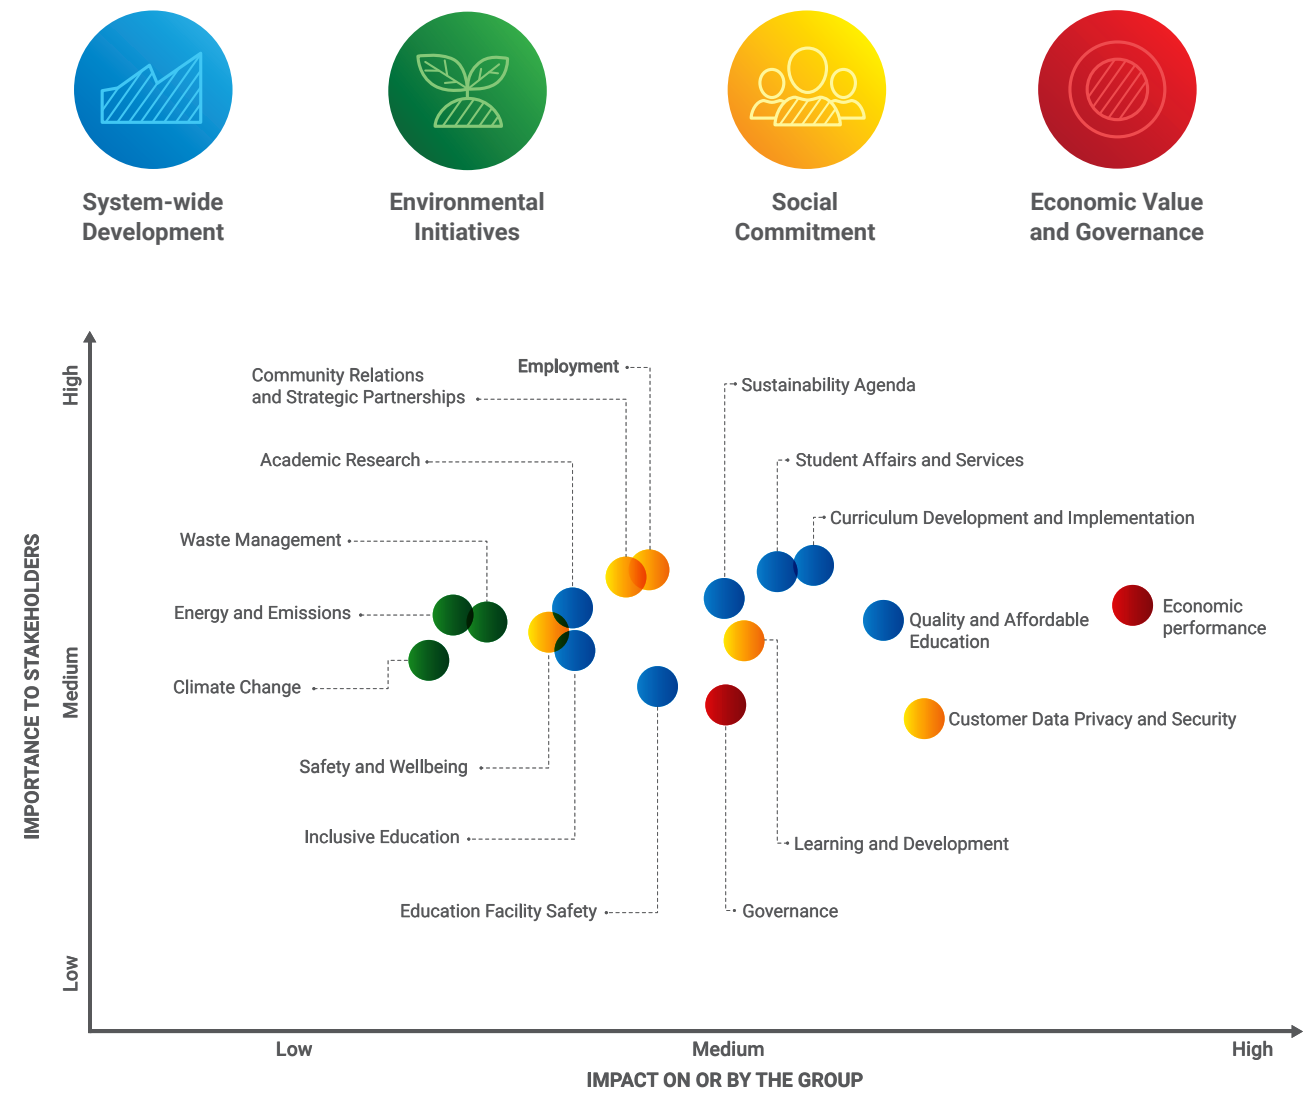 System-wide
Development
Environmental
Initiatives
Social
Commitment
Economic Value
and Governance
IMPORTANCE TO STAKEHOLDERS
High
Medium
Low
Community Relations
and Strategic Partnerships
Employment
Sustainability Agenda
Academic Research
Student Affairs and Services
Curriculum Development and Implementation
Waste Management
Energy and Emissions
Quality and Affordable
Education
Economic
performance
Climate Change
Customer Data Privacy and Security
Safety and Wellbeing
Inclusive Education
Learning and Development
Education Facility Safety
Governance
Low
Medium
High
IMPACT ON OR BY THE GROUP